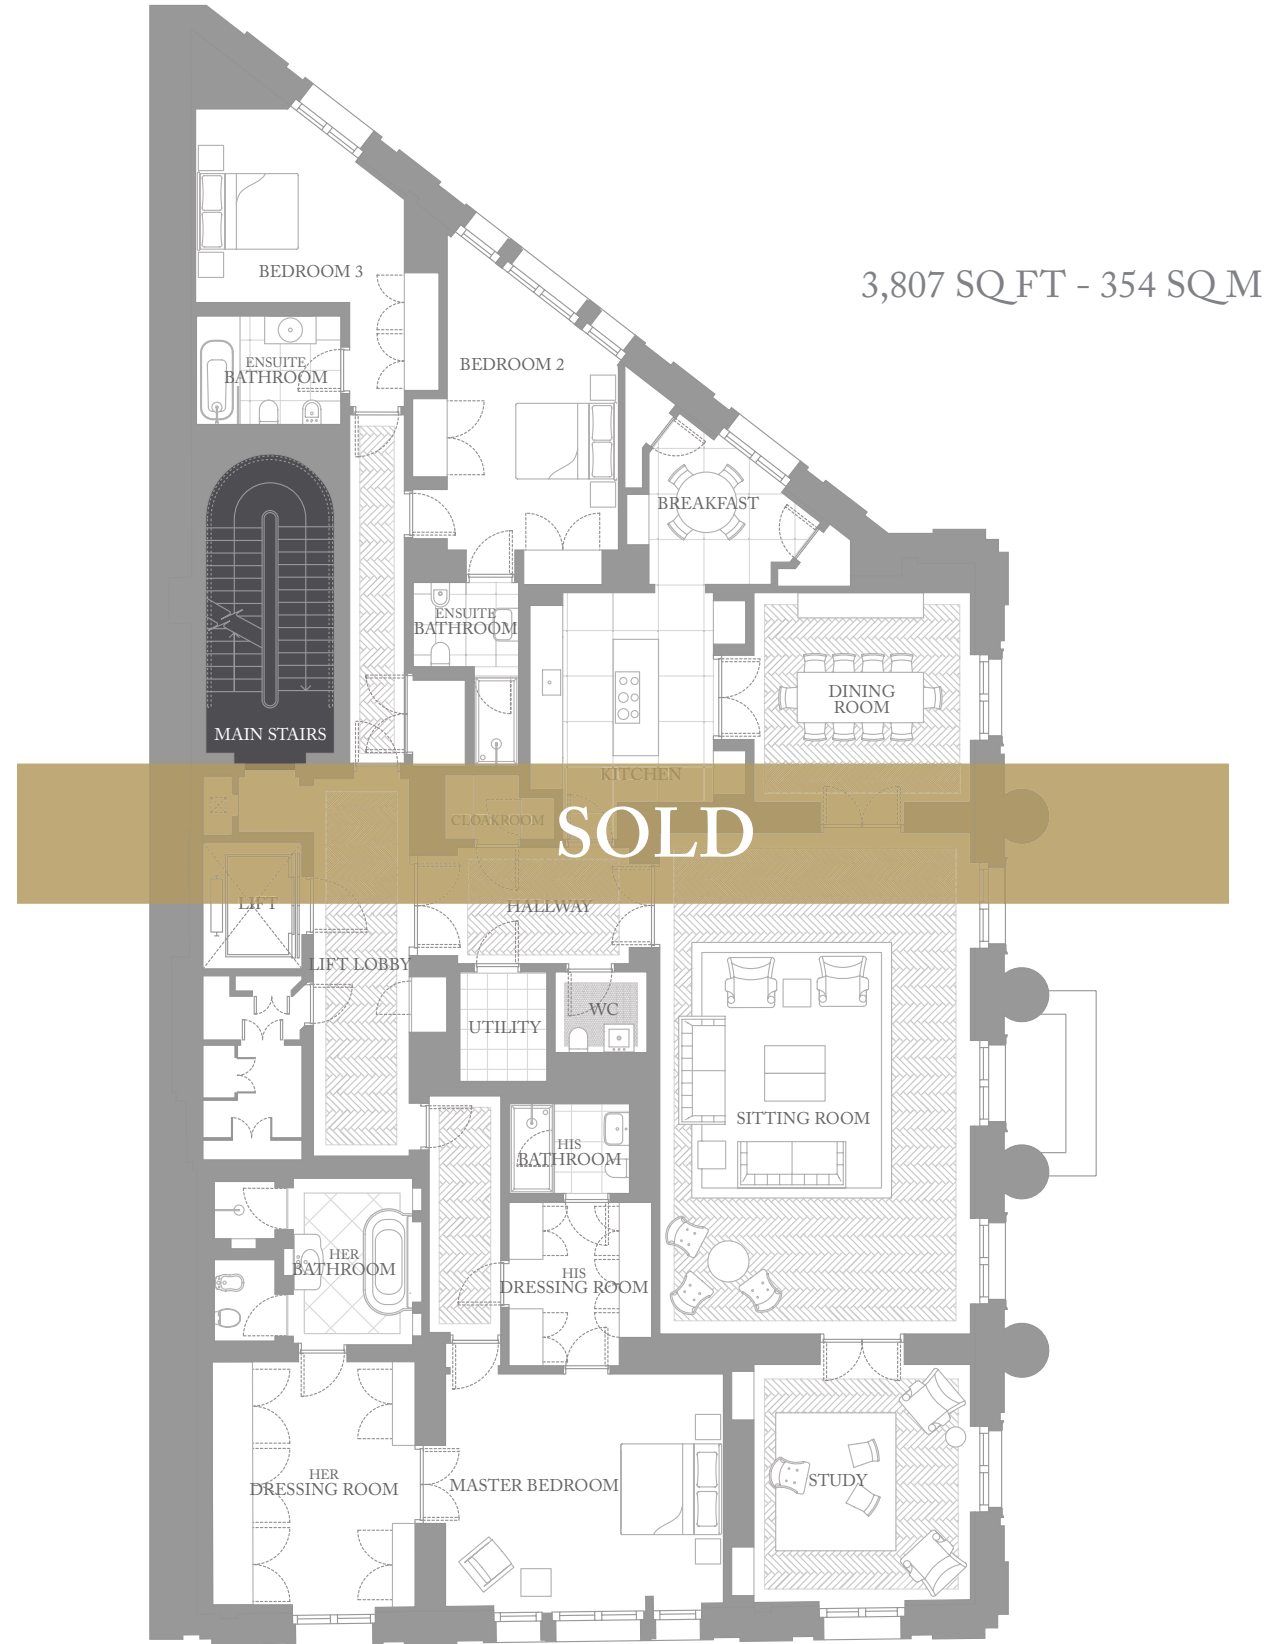 BEDROOM 3
3,807 SQ FT - 354 SQ M
ENSUITE
BATHROOM
BEDROOM 2
BREAKFAST
ENSUITE
BATHROOM
DINING
ROOM
MAIN STAIRS
KITCHEN
CLOAKROOM
SOLD
LIFT
HALLWAY
LIFT LOBBY
WC
UTILITY
SITTING ROOM
HIS
BATHROOM
HER
BATHROOM
HIS
DRESSING ROOM
HER
DRESSING ROOM
MASTER BEDROOM
STUDY